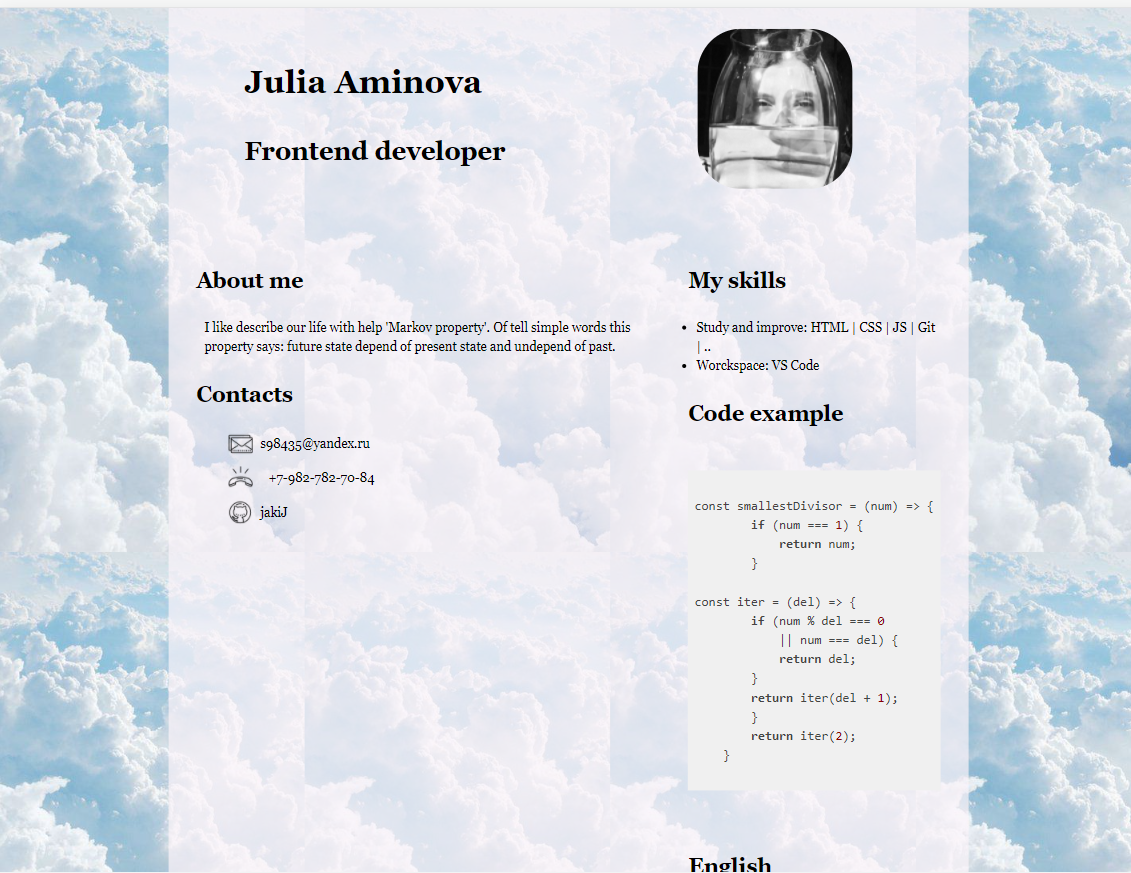 Julia Aminova
Frontend developer
About me
I like describe our life with help 'Markov property'. Of tell simple words this
property says: future state depend of present state and undepend of past.
Contacts
s98435@yandex.ru
+7-982-782-70-84
jakiJ
My skills
• Study and improve: HTML | CSS | JS | Git
| ..
• Worckspace: VS Code
Code example
const smallestDivisor = (num) => {
if (num === 1) {
return num;
}
const iter = (del) => {
if (num % del === 0
|| num === del) {
return del;
}
return iter(del + 1);
}
return iter(2);
}
English